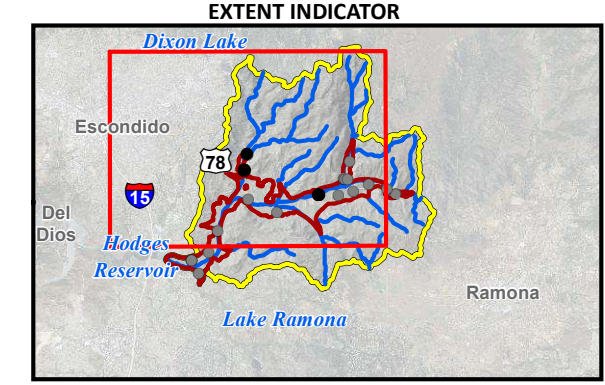 EXTENT INDICATOR
Dixon Lake
Escondido
78
15
Del
Dios
Hodges
Reservoir
Ramona
Lake Ramona